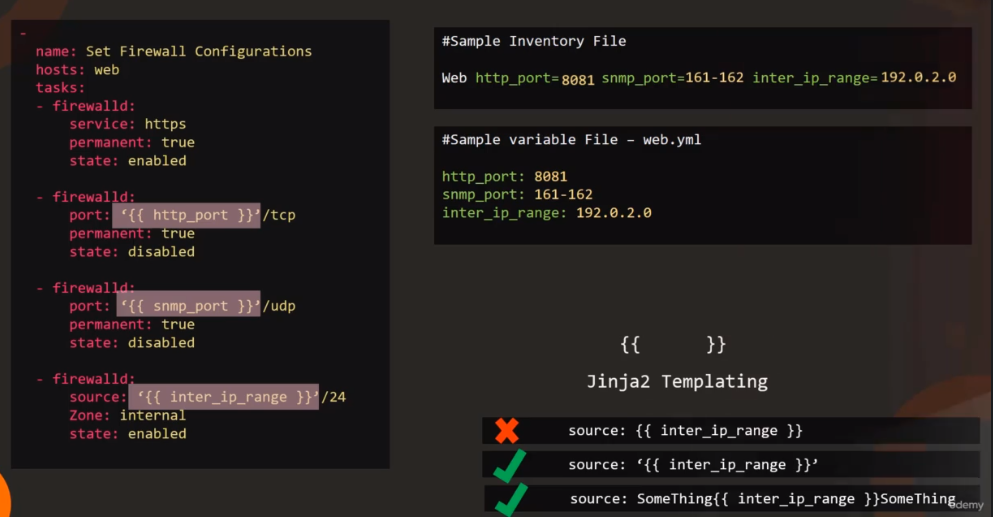 -
name: Set Firewall Configurations
hosts: web
tasks:
- firewalld:
service: https
permanent: true
state: enabled
- firewalld:
port: ‘{{ http_port }}’/tcp
permanent: true
state: disabled
- firewalld:
port: ‘{{ snmp_port }}’/udp
permanent: true
state: disabled
- firewalld:
source: ‘{{ inter_ip_range }}’/24
Zone: internal
state: enabled
#Sample Inventory File
Web http_port=8081 snmp_port=161-162 inter_ip_range=192.0.2.0
#Sample variable File – web.yml
http_port: 8081
snmp_port: 161-162
inter_ip_range: 192.0.2.0
{{ }}
Jinja2 Templating
source: {{ inter_ip_range }}
source: ‘{{ inter_ip_range }}’
source: SomeThing{{ inter_ip_range }}SomeThing
ûdemy